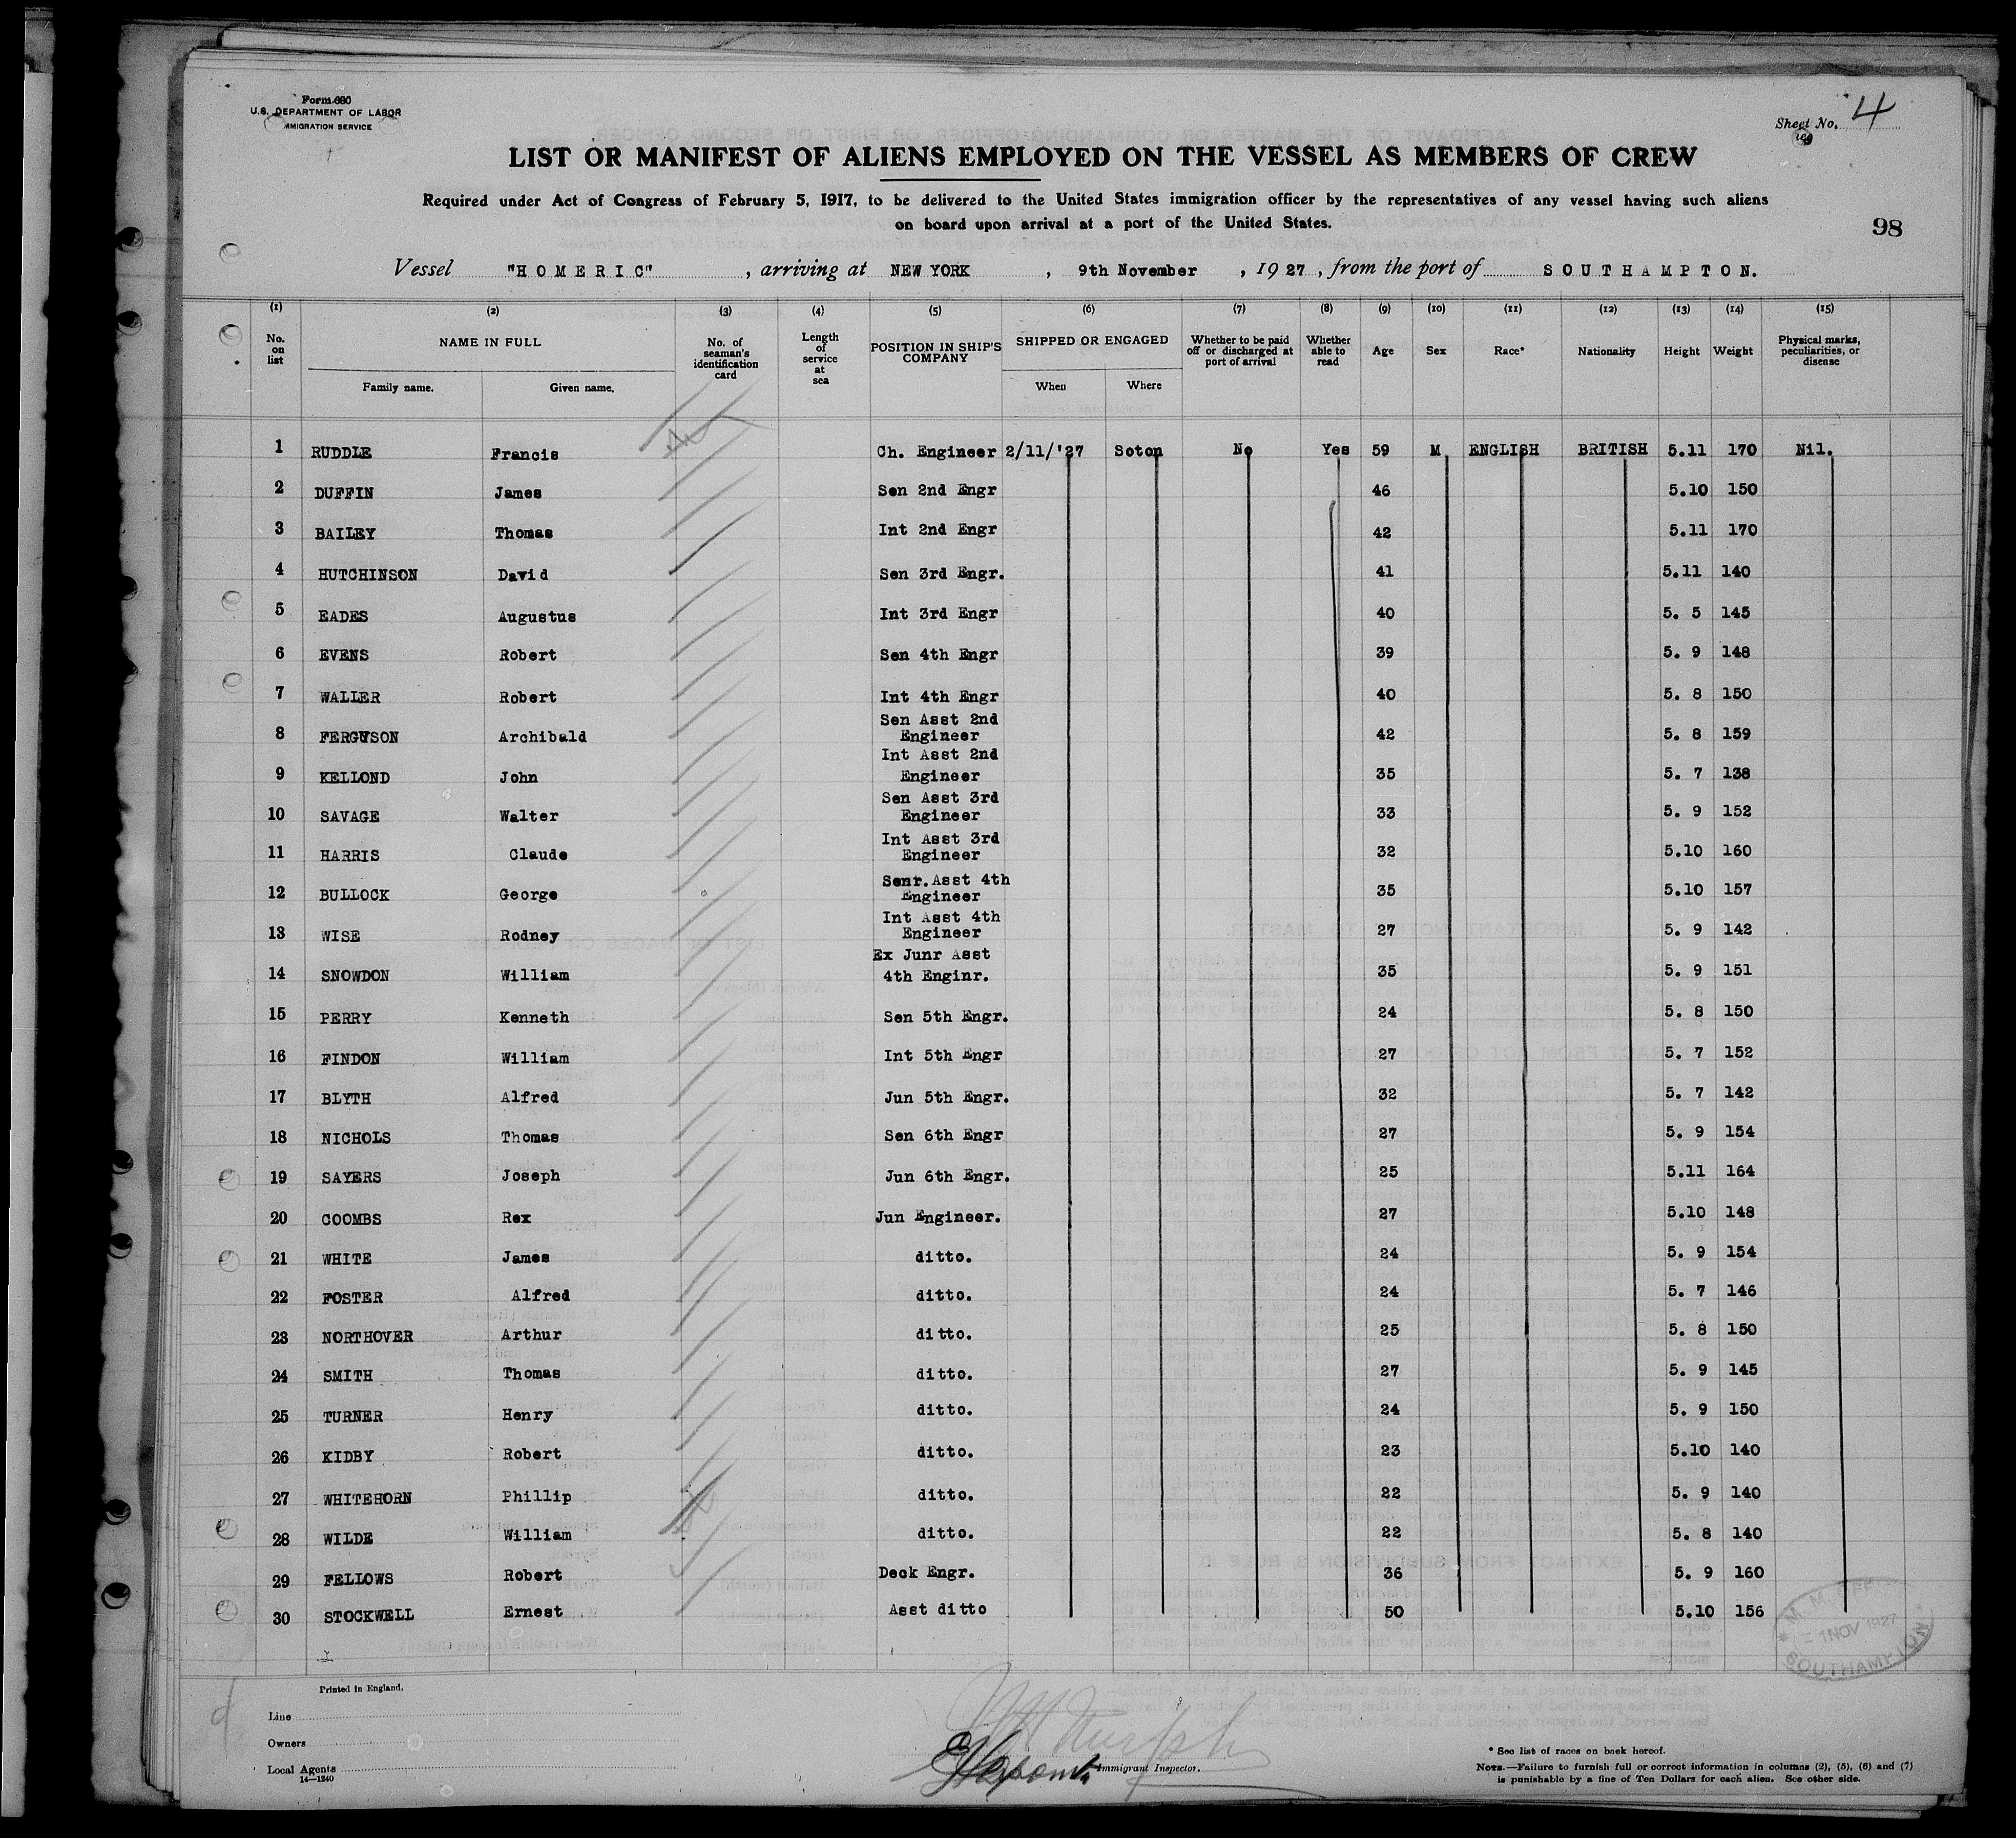 Form 680
U.S. DEPARTMENT OF LABOR
IMMIGRATION SERVICE
Sheet No. 4
LIST OR MANIFEST OF ALIENS EMPLOYED ON THE VESSEL AS MEMBERS OF CREW
Required under Act of Congress of February 5, 1917, to be delivered to the United States immigration officer by the representatives of any vessel having such aliens
on board upon arrival at a port of the United States.
98
Vessel "HOMERIC", arriving at NEW YORK, 9th November, 1927, from the port of SOUTHAMPTON.
(1) (2) (3) (4) (5) (6) (7) (8) (9) (10) (11) (12) (13) (14) (15)
No. on list NAME IN FULL No. of seaman's identification card Length of service at sea POSITION IN SHIP'S COMPANY SHIPPED OR ENGAGED Whether to be paid off or discharged at port of arrival Whether able to read Age Sex Race* Nationality Height Weight Physical marks, peculiarities, or disease
Family name. Given name. When Where
1 RUDDLE Francis Ch. Engineer 2/11/'27 Soton No Yes 59 M ENGLISH BRITISH 5.11 170 Nil.
2 DUFFIN James Sen 2nd Engr 46 5.10 150
3 BAILEY Thomas Int 2nd Engr 42 5.11 170
4 HUTCHINSON David Sen 3rd Engr. 41 5.11 140
5 EADES Augustus Int 3rd Engr 40 5. 5 145
6 EVENS Robert Sen 4th Engr 39 5. 9 148
7 WALLER Robert Int 4th Engr 40 5. 8 150
8 FERGUSON Archibald Sen Asst 2nd Engineer 42 5. 8 159
9 KELLOND John Int Asst 2nd Engineer 35 5. 7 138
10 SAVAGE Walter Sen Asst 3rd Engineer 33 5. 9 152
11 HARRIS Claude Int Asst 3rd Engineer 32 5.10 160
12 BULLOCK George Senr. Asst 4th Engineer 35 5.10 157
13 WISE Rodney Int Asst 4th Engineer 27 5. 9 142
14 SNOWDON William Ex Junr Asst 4th Enginr. 35 5. 9 151
15 PERRY Kenneth Sen 5th Engr. 24 5. 8 150
16 FINDON William Int 5th Engr 27 5. 7 152
17 BLYTH Alfred Jun 5th Engr. 32 5. 7 142
18 NICHOLS Thomas Sen 6th Engr 27 5. 9 154
19 SAYERS Joseph Jun 6th Engr. 25 5.11 164
20 COOMBS Rex Jun Engineer. 27 5.10 148
21 WHITE James ditto. 24 5. 9 154
22 FOSTER Alfred ditto. 24 5. 7 146
23 NORTHOVER Arthur ditto. 25 5. 8 150
24 SMITH Thomas ditto. 27 5. 9 145
25 TURNER Henry ditto. 24 5. 9 150
26 KIDBY Robert ditto. 23 5.10 140
27 WHITEHORN Phillip ditto. 22 5. 9 140
28 WILDE William ditto. 22 5. 8 140
29 FELLOWS Robert Deck Engr. 36 5. 9 160
30 STOCKWELL Ernest Asst ditto 50 5.10 156
1 NOV 1927
SOUTHAMPTON
Printed in England.
Line
Owners
Local Agents
14—1240
Immigrant Inspector.
* See list of races on back hereof.
NOTE.—Failure to furnish full or correct information in columns (2), (5), (6) and (7)
is punishable by a fine of Ten Dollars for each alien. See other side.